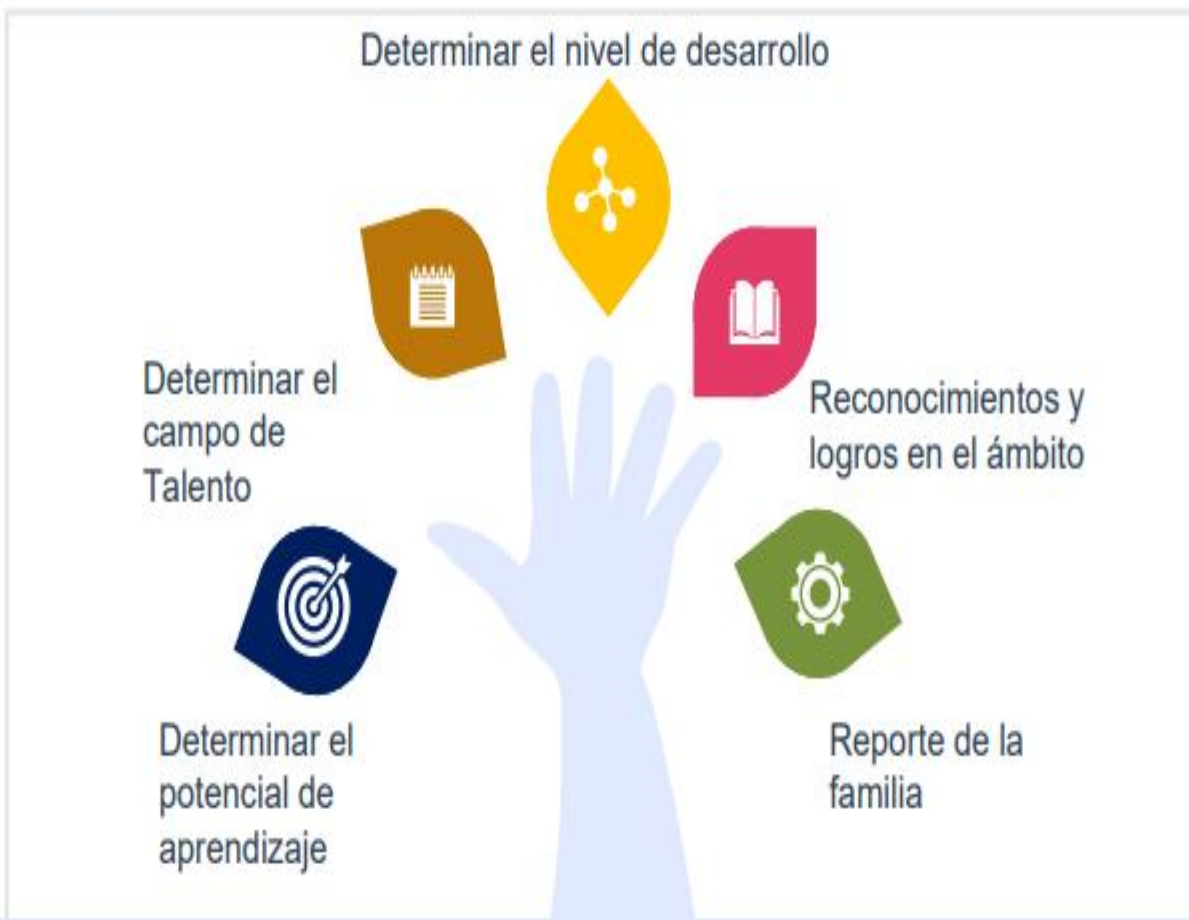 Determinar el nivel de desarrollo
Determinar el
campo de
Talento
Reconocimientos y
logros en el ámbito
Determinar el
potencial de
aprendizaje
Reporte de la
familia